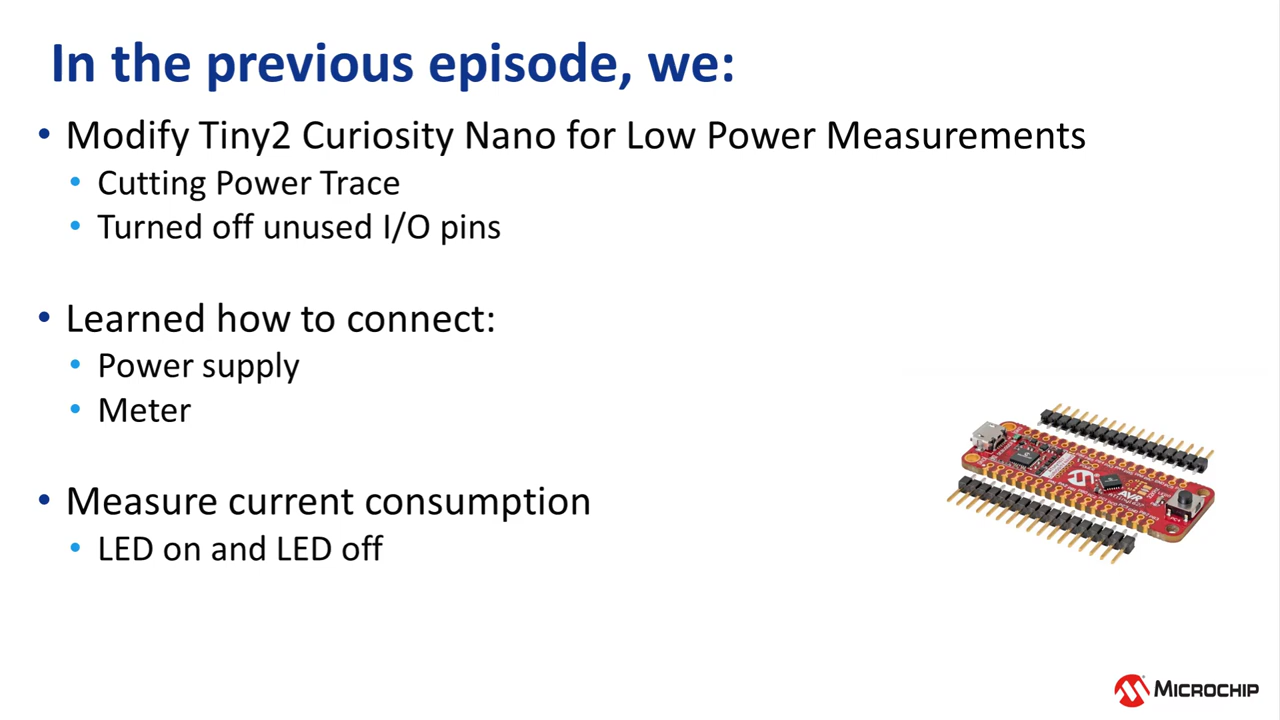 In the previous episode, we:
• Modify Tiny2 Curiosity Nano for Low Power Measurements
• Cutting Power Trace
• Turned off unused I/O pins
• Learned how to connect:
• Power supply
• Meter
• Measure current consumption
• LED on and LED off
AVR
MICROCHIP